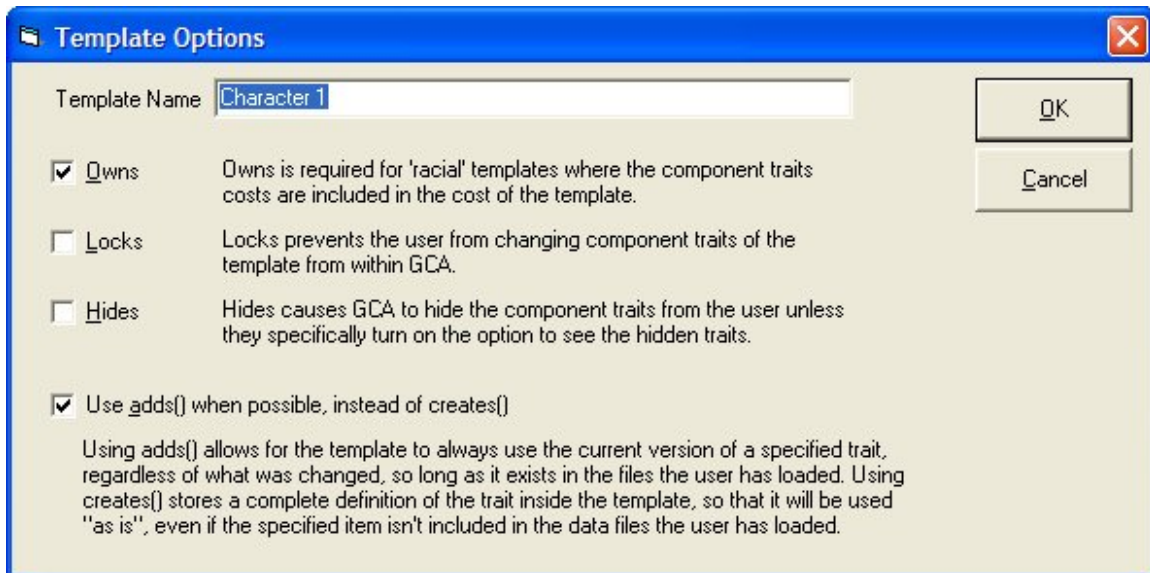 Template Options
Template Name Character 1
OK
Owns Owns is required for 'racial' templates where the component traits
costs are included in the cost of the template.
Cancel
Locks Locks prevents the user from changing component traits of the
template from within GCA.
Hides Hides causes GCA to hide the component traits from the user unless
they specifically turn on the option to see the hidden traits.
Use adds() when possible, instead of creates()
Using adds() allows for the template to always use the current version of a specified trait,
regardless of what was changed, so long as it exists in the files the user has loaded. Using
creates() stores a complete definition of the trait inside the template, so that it will be used
"as is", even if the specified item isn't included in the data files the user has loaded.